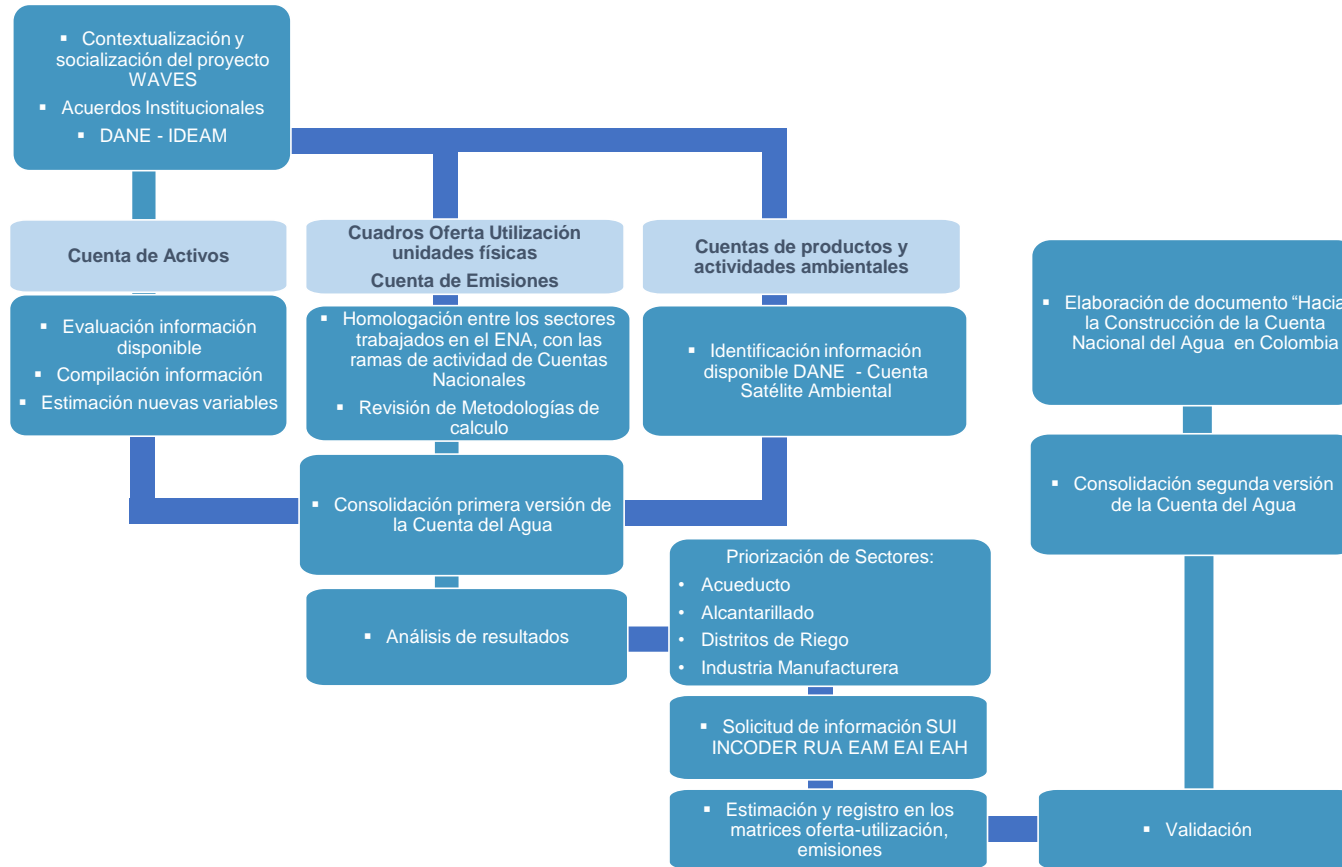 ▪ Contextualización y
socialización del proyecto
WAVES
▪ Acuerdos Institucionales
▪ DANE - IDEAM
Cuenta de Activos
▪ Evaluación información
disponible
▪ Compilación información
▪ Estimación nuevas variables
Cuadros Oferta Utilización
unidades físicas
Cuenta de Emisiones
▪ Homologación entre los sectores
trabajados en el ENA, con las
ramas de actividad de Cuentas
Nacionales
▪ Revisión de Metodologías de
calculo
Cuentas de productos y
actividades ambientales
▪ Identificación información
disponible DANE - Cuenta
Satélite Ambiental
▪ Consolidación primera versión de
la Cuenta del Agua
▪ Análisis de resultados
Priorización de Sectores:
• Acueducto
• Alcantarillado
• Distritos de Riego
• Industria Manufacturera
▪ Solicitud de información SUI
INCODER RUA EAM EAI EAH
▪ Estimación y registro en los
matrices oferta-utilización,
emisiones
▪ Validación
▪ Consolidación segunda versión
de la Cuenta del Agua
▪ Elaboración de documento “Hacia
la Construcción de la Cuenta
Nacional del Agua en Colombia